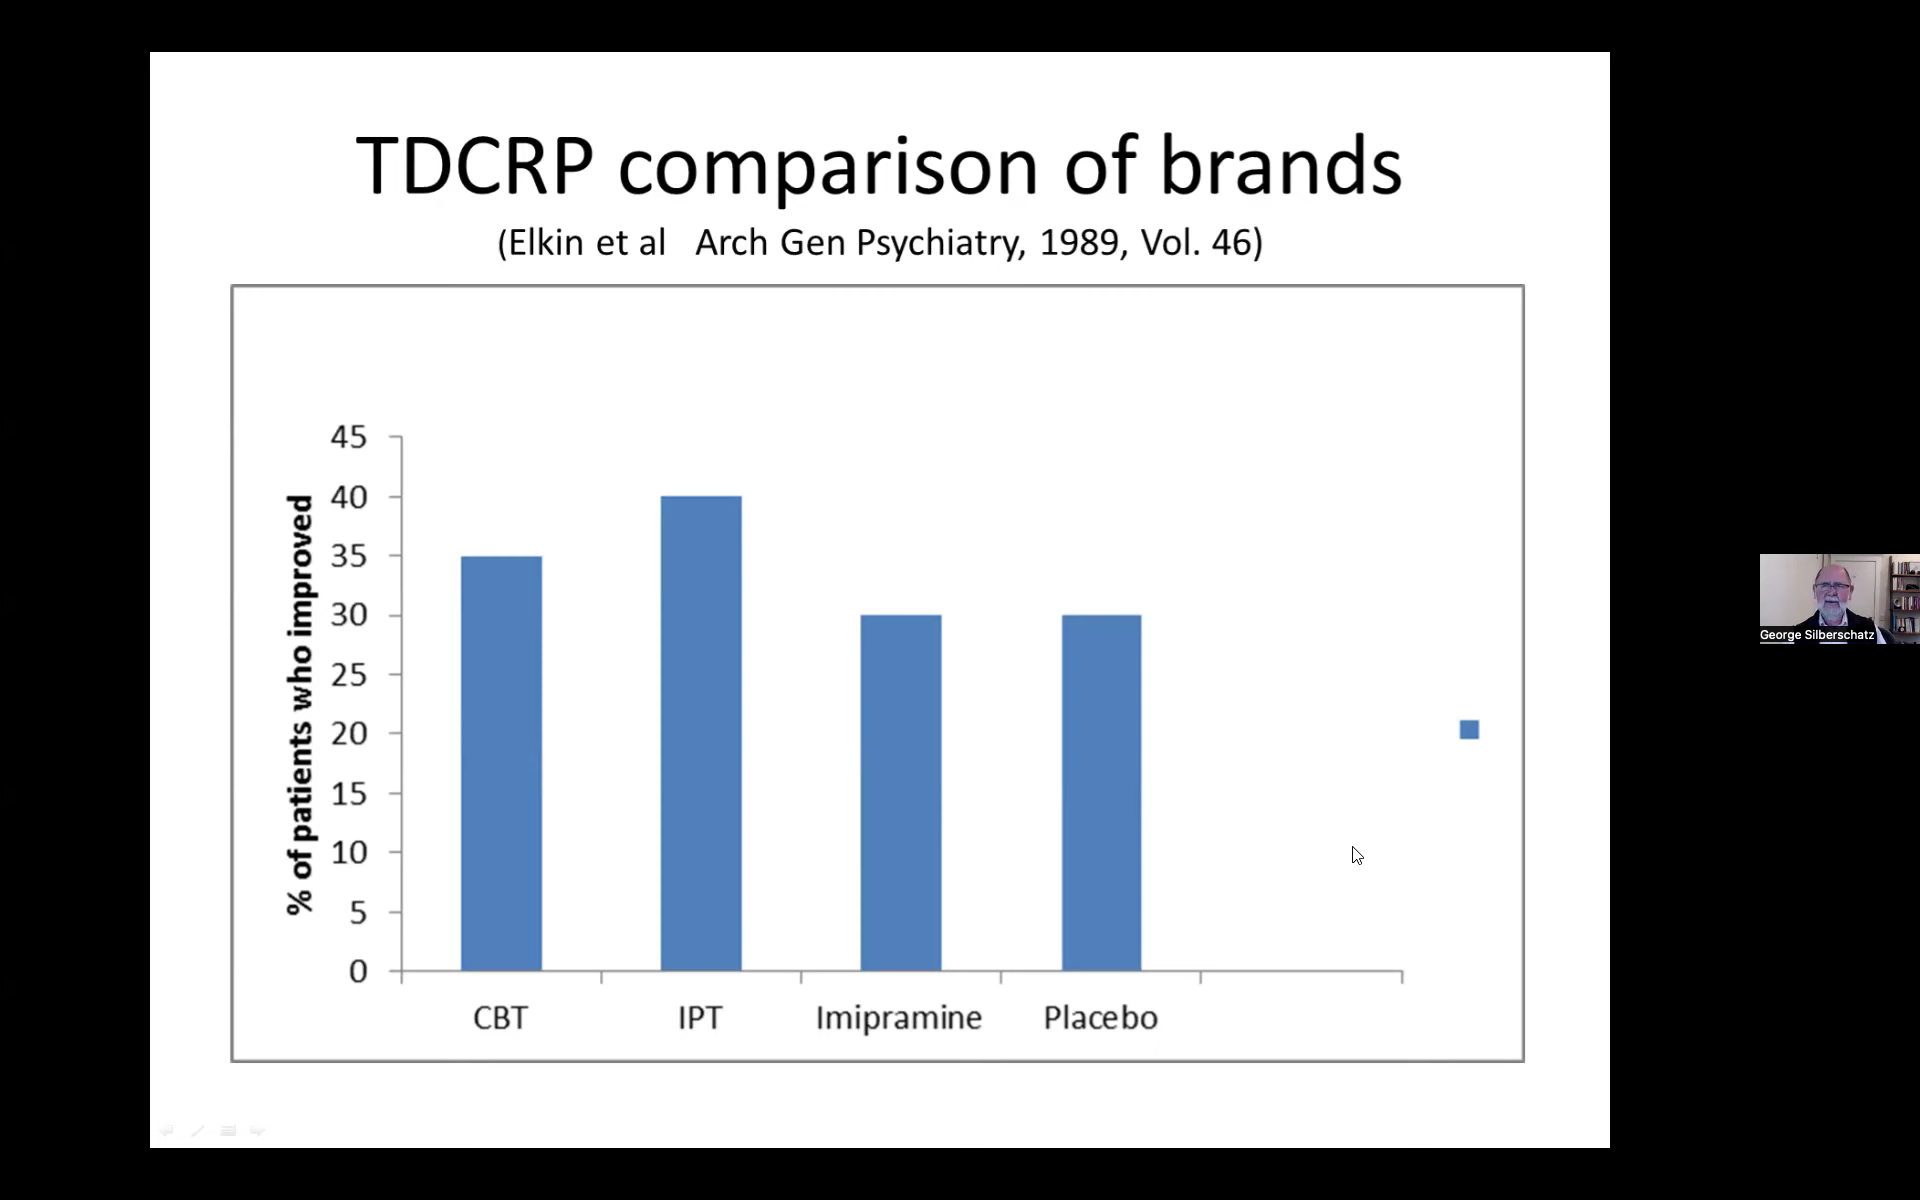 TDCRP comparison of brands
(Elkin et al Arch Gen Psychiatry, 1989, Vol. 46)
% of patients who improved
45
40
35
30
25
20
15
10
5
0
CBT IPT Imipramine Placebo
George Silberschatz